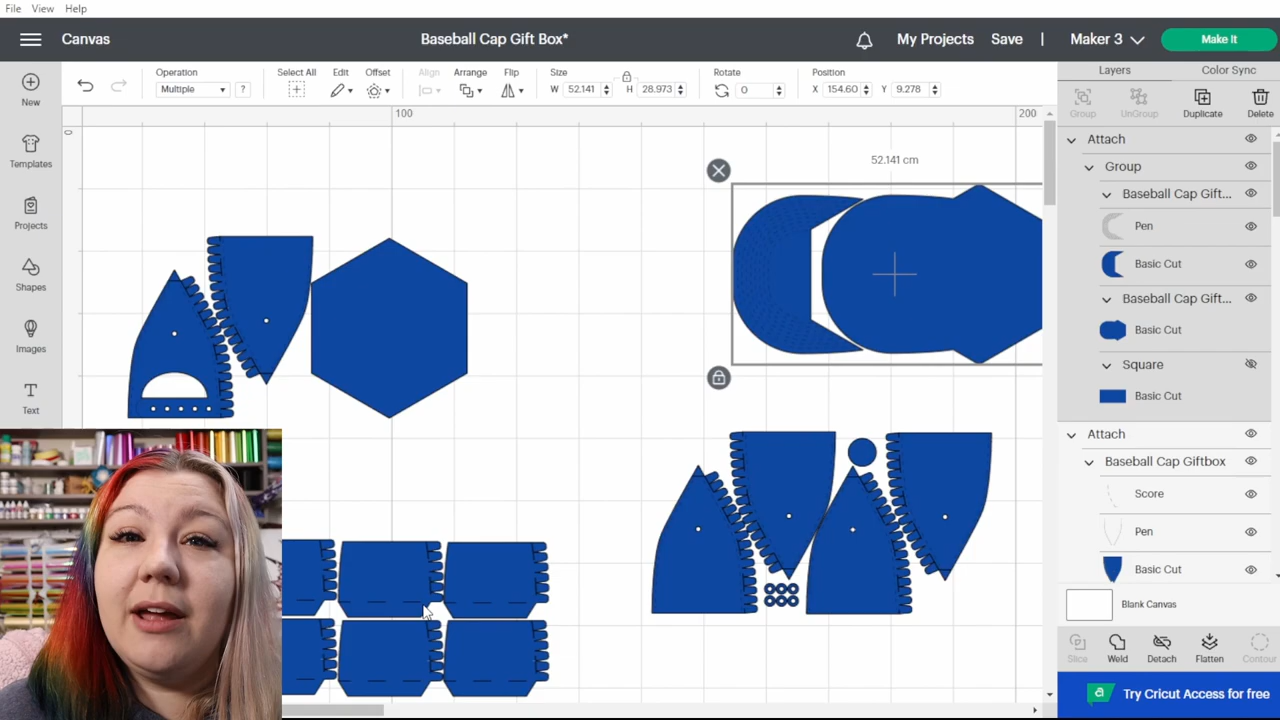 File View Help
Canvas
Baseball Cap Gift Box*
My Projects Save | Maker 3 Make It
New
Templates
Projects
Shapes
Images
Text
Operation
Multiple
?
Select All
Edit
Offset
Align
Arrange
Flip
Size
W 52.141
H 28.973
Rotate
0
Position
X 154.60
Y 9.278
0
100
200
52.141 cm
Layers
Color Sync
Group
UnGroup
Duplicate
Delete
Attach
Group
Baseball Cap Gift...
Pen
Basic Cut
Baseball Cap Gift...
Basic Cut
Square
Basic Cut
Attach
Baseball Cap Giftbox
Score
Pen
Basic Cut
Blank Canvas
Slice
Weld
Detach
Flatten
Contour
a
Try Cricut Access for free